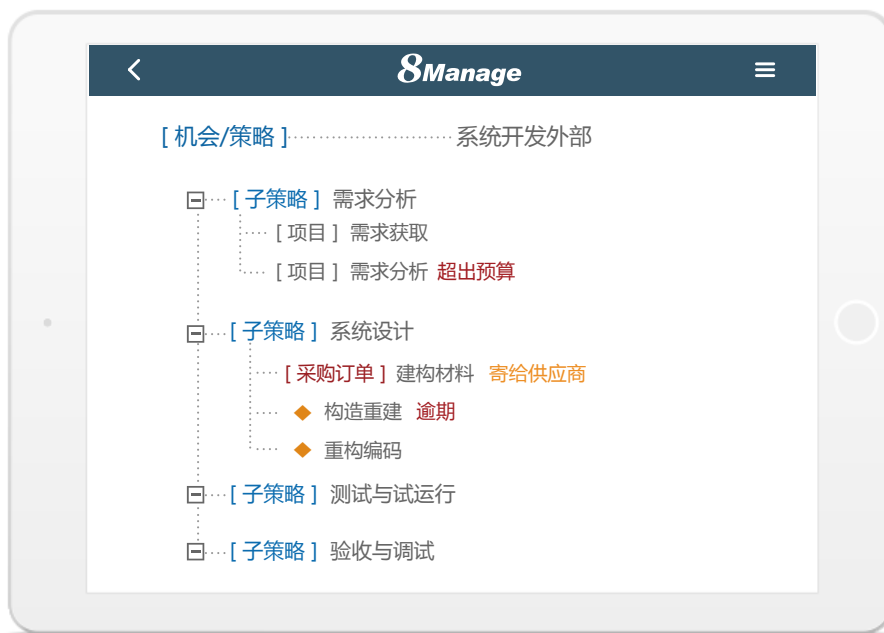 8Manage
[ 机会/策略 ]························系统开发外部
[ 子策略 ] 需求分析
[ 项目 ] 需求获取
[ 项目 ] 需求分析 超出预算
[ 子策略 ] 系统设计
[ 采购订单 ] 建构材料 寄给供应商
构造重建 逾期
重构编码
[ 子策略 ] 测试与试运行
[ 子策略 ] 验收与调试